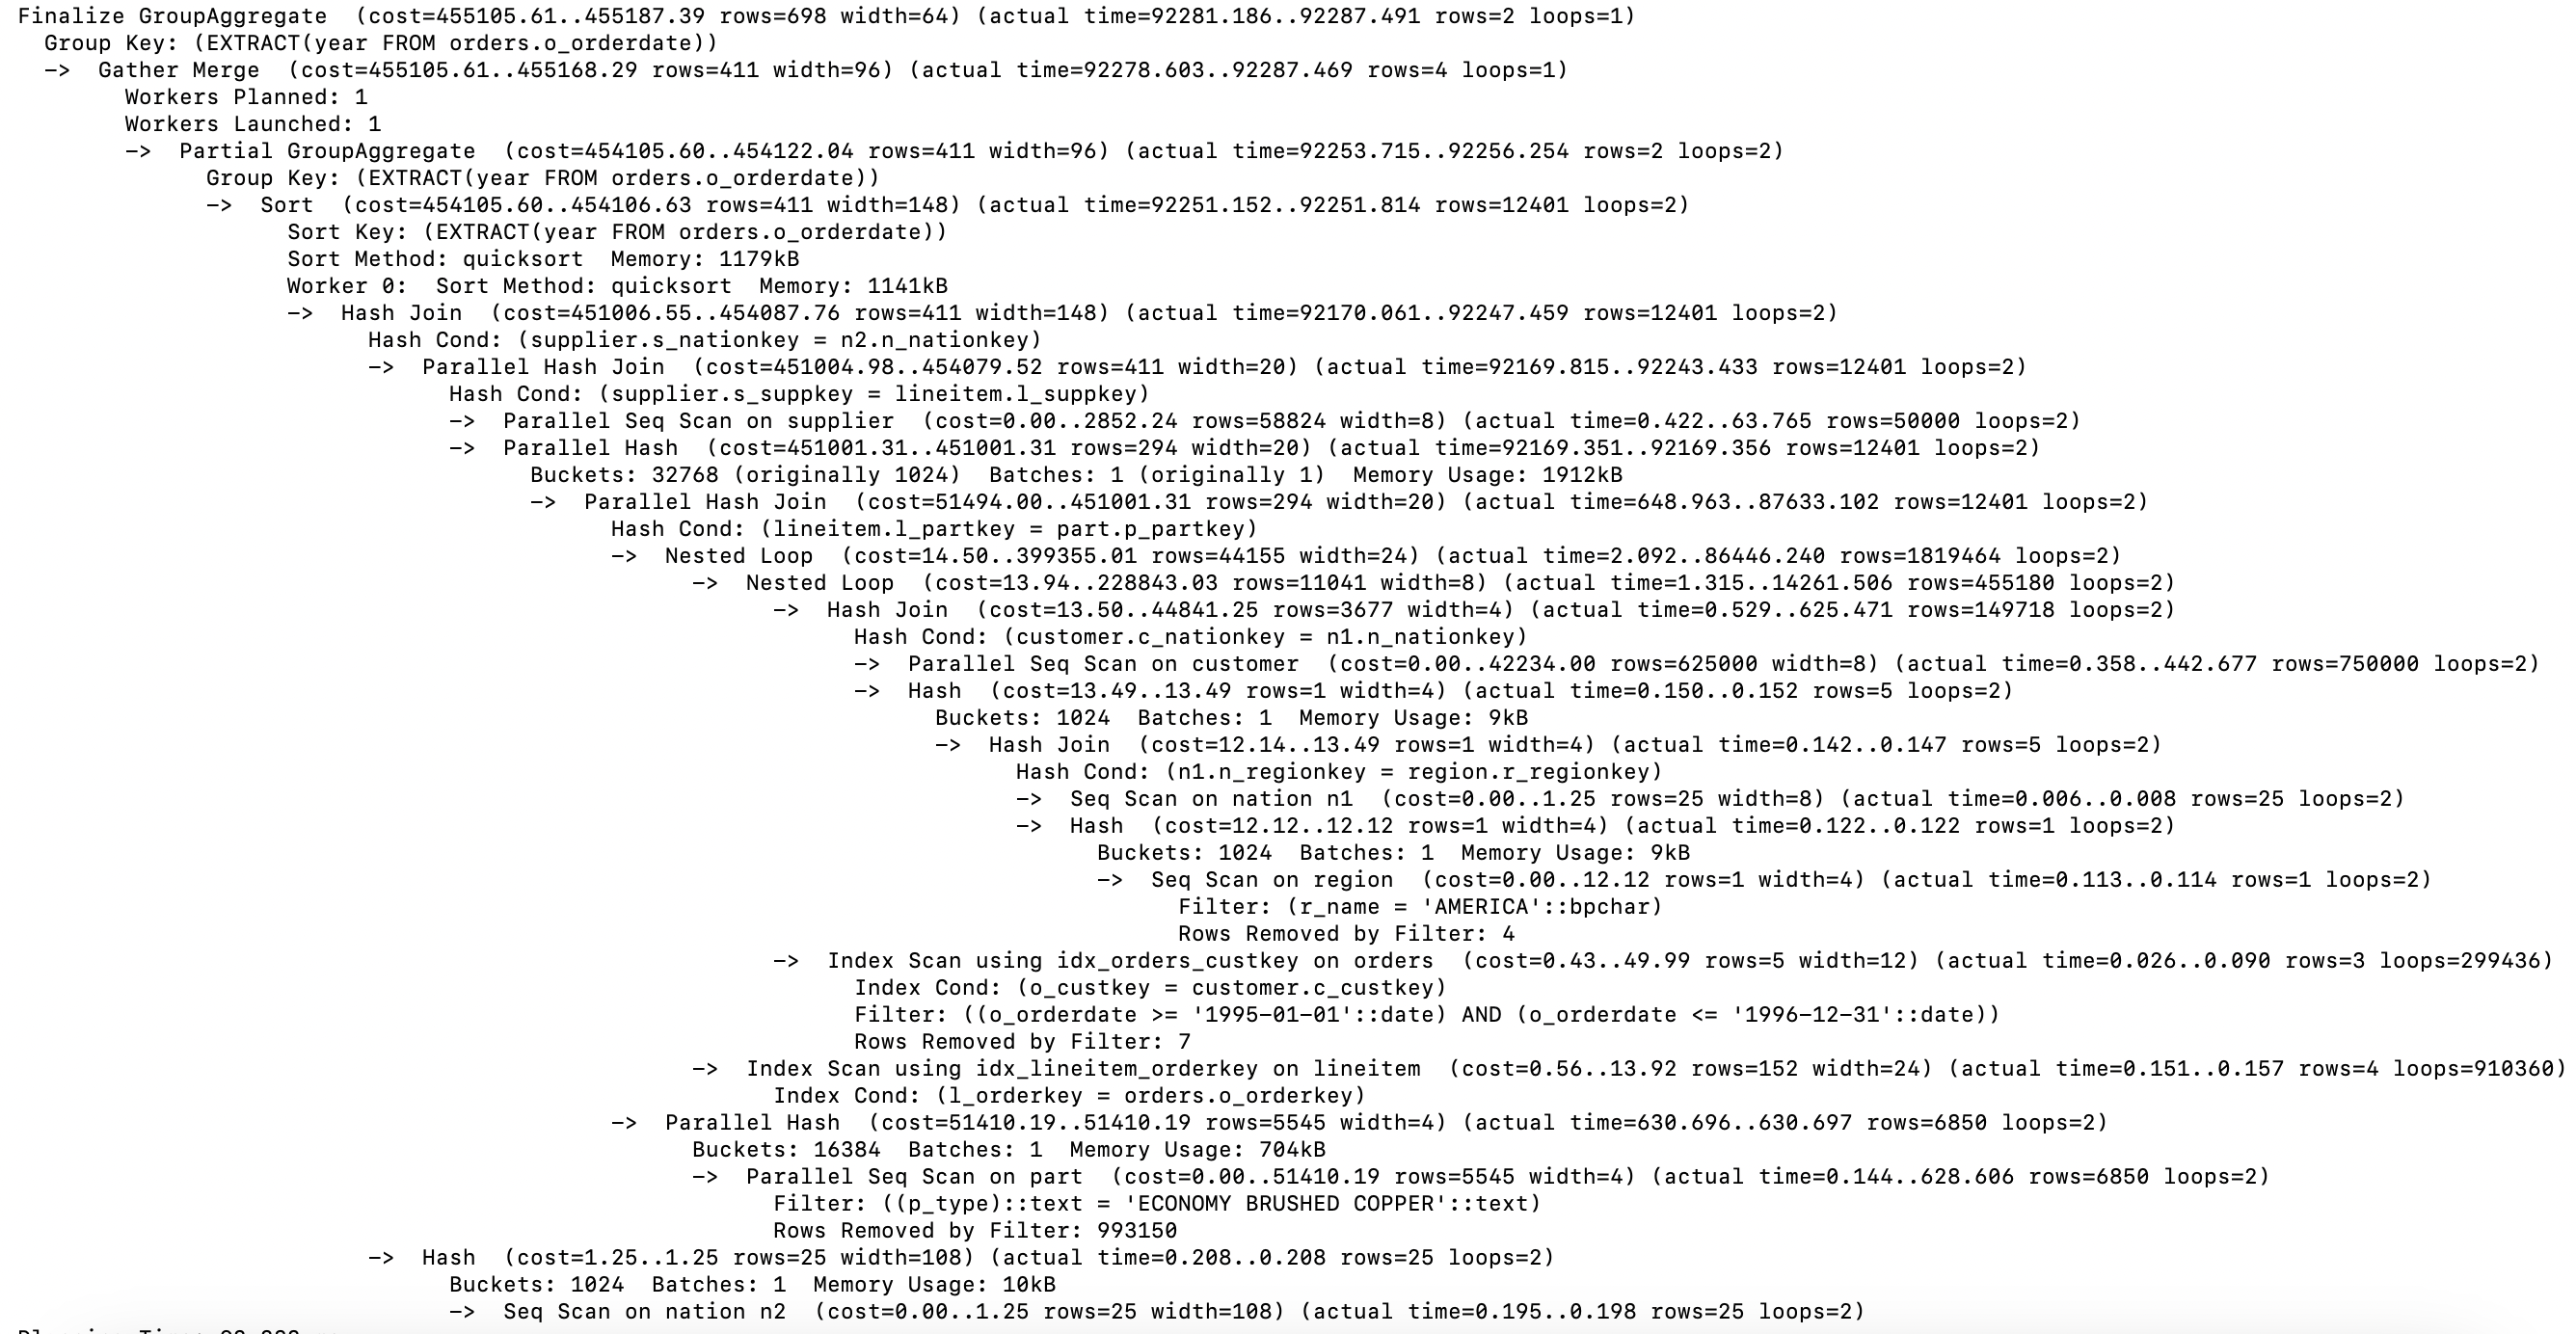 Finalize GroupAggregate  (cost=455105.61..455187.39 rows=698 width=64) (actual time=92281.186..92287.491 rows=2 loops=1)
  Group Key: (EXTRACT(year FROM orders.o_orderdate))
  ->  Gather Merge  (cost=455105.61..455168.29 rows=411 width=96) (actual time=92278.603..92287.469 rows=4 loops=1)
        Workers Planned: 1
        Workers Launched: 1
        ->  Partial GroupAggregate  (cost=454105.60..454122.04 rows=411 width=96) (actual time=92253.715..92256.254 rows=2 loops=2)
              Group Key: (EXTRACT(year FROM orders.o_orderdate))
              ->  Sort  (cost=454105.60..454106.63 rows=411 width=148) (actual time=92251.152..92251.814 rows=12401 loops=2)
                    Sort Key: (EXTRACT(year FROM orders.o_orderdate))
                    Sort Method: quicksort  Memory: 1179kB
                    Worker 0:  Sort Method: quicksort  Memory: 1141kB
                    ->  Hash Join  (cost=451006.55..454087.76 rows=411 width=148) (actual time=92170.061..92247.459 rows=12401 loops=2)
                          Hash Cond: (supplier.s_nationkey = n2.n_nationkey)
                          ->  Parallel Hash Join  (cost=451004.98..454079.52 rows=411 width=20) (actual time=92169.815..92243.433 rows=12401 loops=2)
                                Hash Cond: (supplier.s_suppkey = lineitem.l_suppkey)
                                ->  Parallel Seq Scan on supplier  (cost=0.00..2852.24 rows=58824 width=8) (actual time=0.422..63.765 rows=50000 loops=2)
                                ->  Parallel Hash  (cost=451001.31..451001.31 rows=294 width=20) (actual time=92169.351..92169.356 rows=12401 loops=2)
                                      Buckets: 32768 (originally 1024)  Batches: 1 (originally 1)  Memory Usage: 1912kB
                                      ->  Parallel Hash Join  (cost=51494.00..451001.31 rows=294 width=20) (actual time=648.963..87633.102 rows=12401 loops=2)
                                            Hash Cond: (lineitem.l_partkey = part.p_partkey)
                                            ->  Nested Loop  (cost=14.50..399355.01 rows=44155 width=24) (actual time=2.092..86446.240 rows=1819464 loops=2)
                                                  ->  Nested Loop  (cost=13.94..228843.03 rows=11041 width=8) (actual time=1.315..14261.506 rows=455180 loops=2)
                                                        ->  Hash Join  (cost=13.50..44841.25 rows=3677 width=4) (actual time=0.529..625.471 rows=149718 loops=2)
                                                              Hash Cond: (customer.c_nationkey = n1.n_nationkey)
                                                              ->  Parallel Seq Scan on customer  (cost=0.00..42234.00 rows=625000 width=8) (actual time=0.358..442.677 rows=750000 loops=2)
                                                              ->  Hash  (cost=13.49..13.49 rows=1 width=4) (actual time=0.150..0.152 rows=5 loops=2)
                                                                    Buckets: 1024  Batches: 1  Memory Usage: 9kB
                                                                    ->  Hash Join  (cost=12.14..13.49 rows=1 width=4) (actual time=0.142..0.147 rows=5 loops=2)
                                                                          Hash Cond: (n1.n_regionkey = region.r_regionkey)
                                                                          ->  Seq Scan on nation n1  (cost=0.00..1.25 rows=25 width=8) (actual time=0.006..0.008 rows=25 loops=2)
                                                                          ->  Hash  (cost=12.12..12.12 rows=1 width=4) (actual time=0.122..0.122 rows=1 loops=2)
                                                                                Buckets: 1024  Batches: 1  Memory Usage: 9kB
                                                                                ->  Seq Scan on region  (cost=0.00..12.12 rows=1 width=4) (actual time=0.113..0.114 rows=1 loops=2)
                                                                                      Filter: (r_name = 'AMERICA'::bpchar)
                                                                                      Rows Removed by Filter: 4
                                                        ->  Index Scan using idx_orders_custkey on orders  (cost=0.43..49.99 rows=5 width=12) (actual time=0.026..0.090 rows=3 loops=299436)
                                                              Index Cond: (o_custkey = customer.c_custkey)
                                                              Filter: ((o_orderdate >= '1995-01-01'::date) AND (o_orderdate <= '1996-12-31'::date))
                                                              Rows Removed by Filter: 7
                                                  ->  Index Scan using idx_lineitem_orderkey on lineitem  (cost=0.56..13.92 rows=152 width=24) (actual time=0.151..0.157 rows=4 loops=910360)
                                                        Index Cond: (l_orderkey = orders.o_orderkey)
                                            ->  Parallel Hash  (cost=51410.19..51410.19 rows=5545 width=4) (actual time=630.696..630.697 rows=6850 loops=2)
                                                  Buckets: 16384  Batches: 1  Memory Usage: 704kB
                                                  ->  Parallel Seq Scan on part  (cost=0.00..51410.19 rows=5545 width=4) (actual time=0.144..628.606 rows=6850 loops=2)
                                                        Filter: ((p_type)::text = 'ECONOMY BRUSHED COPPER'::text)
                                                        Rows Removed by Filter: 993150
                          ->  Hash  (cost=1.25..1.25 rows=25 width=108) (actual time=0.208..0.208 rows=25 loops=2)
                                Buckets: 1024  Batches: 1  Memory Usage: 10kB
                                ->  Seq Scan on nation n2  (cost=0.00..1.25 rows=25 width=108) (actual time=0.195..0.198 rows=25 loops=2)